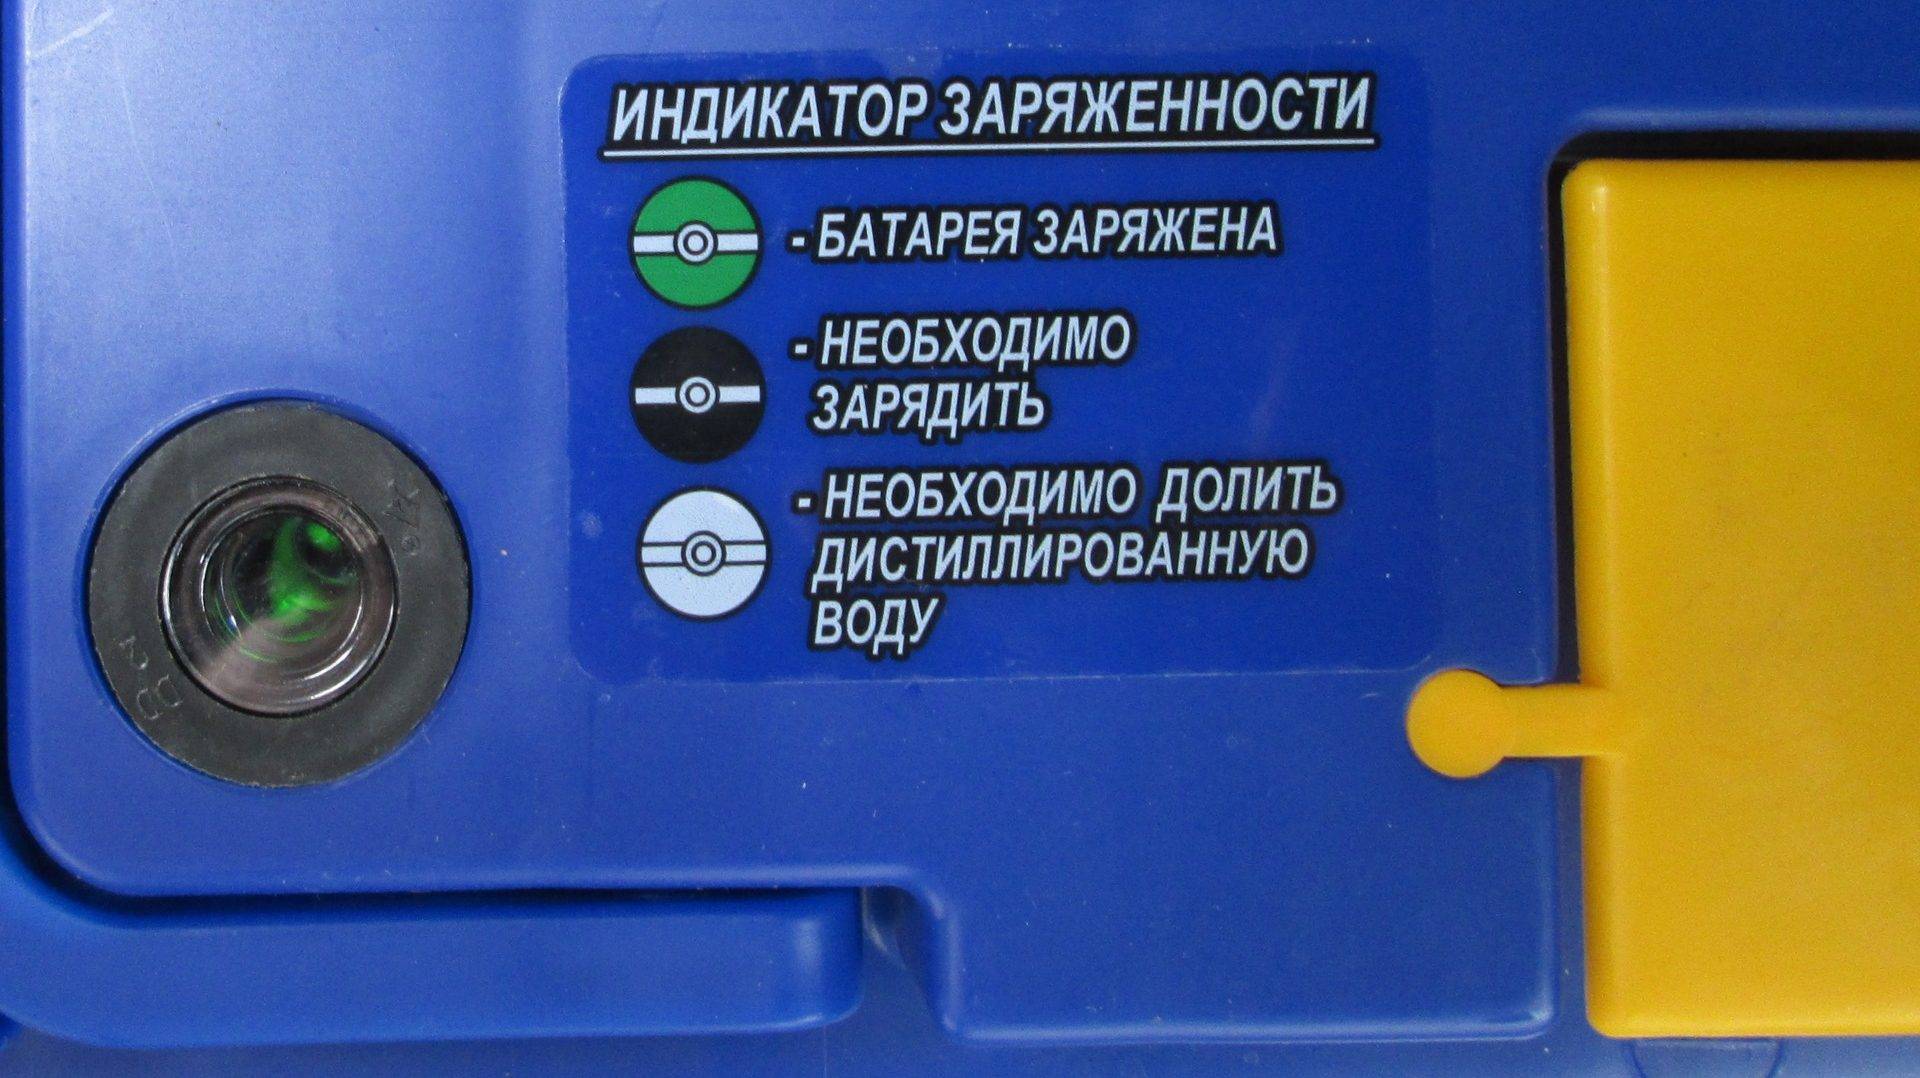 ИНДИКАТОР ЗАРЯЖЕННОСТИ
- БАТАРЕЯ ЗАРЯЖЕНА
- НЕОБХОДИМО
ЗАРЯДИТЬ
- НЕОБХОДИМО ДОЛИТЬ
ДИСТИЛЛИРОВАННУЮ
ВОДУ